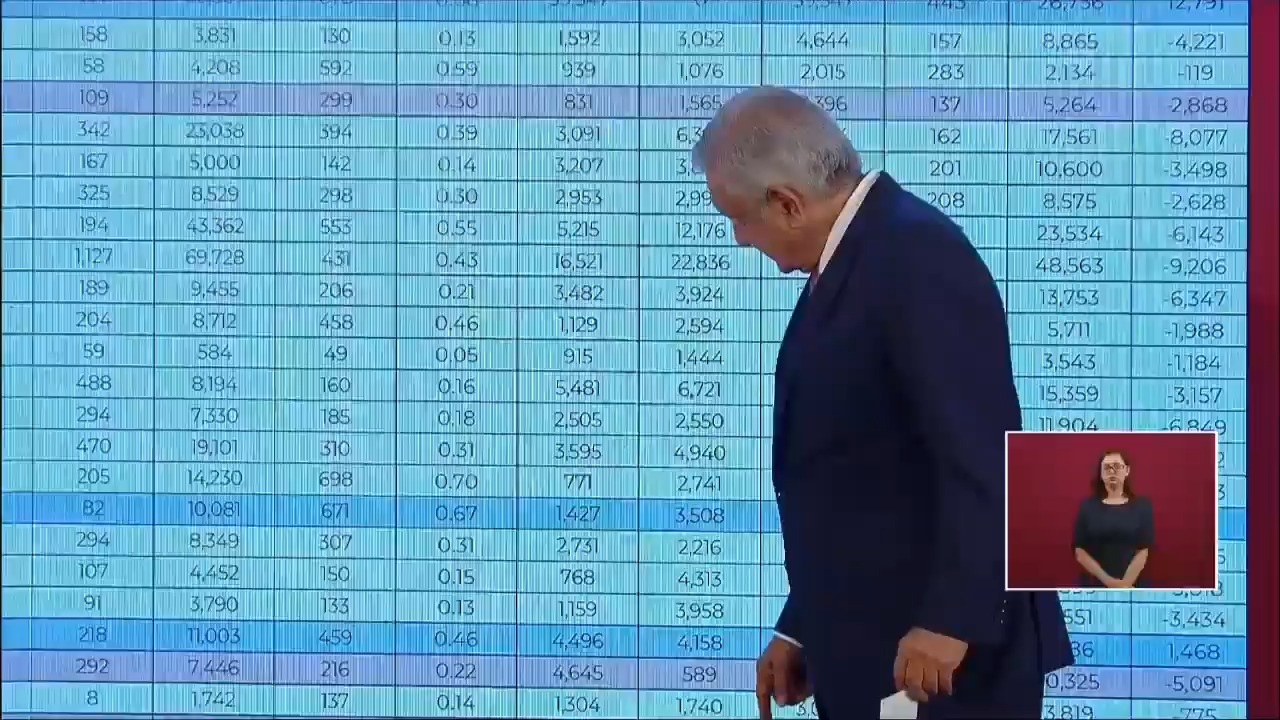 158 3,831 130 0.13 1,592 3,052 4,644 157 8,865 -4,221
58 4,208 592 0.59 939 1,076 2,015 283 2,134 -119
109 5,252 299 0.30 831 1,565 396 137 5,264 -2,868
342 23,038 394 0.39 3,091 162 17,561 -8,077
167 5,000 142 0.14 3,207 201 10,600 -3,498
325 8,529 298 0.30 2,953 208 8,575 -2,628
194 43,362 553 0.55 5,215 12,176 23,534 -6,143
1,127 69,728 431 0.43 16,521 22,836 48,563 -9,206
189 9,455 206 0.21 3,482 3,924 13,753 -6,347
204 8,712 458 0.46 1,129 2,594 5,711 -1,988
59 584 49 0.05 915 1,444 3,543 -1,184
488 8,194 160 0.16 5,481 6,721 15,359 -3,157
294 7,330 185 0.18 2,505 2,550 11,904 -6,849
470 19,101 310 0.31 3,595 4,940
205 14,230 698 0.70 771 2,741
82 10,081 671 0.67 1,427 3,508
294 8,349 307 0.31 2,731 2,216
107 4,452 150 0.15 768 4,313
91 3,790 133 0.13 1,159 3,958 551 -3,434
218 11,003 459 0.46 4,496 4,158 1,468
292 7,446 216 0.22 4,645 589 0,325 -5,091
8 1,742 137 0.14 1,304 1,740 3,819 -775